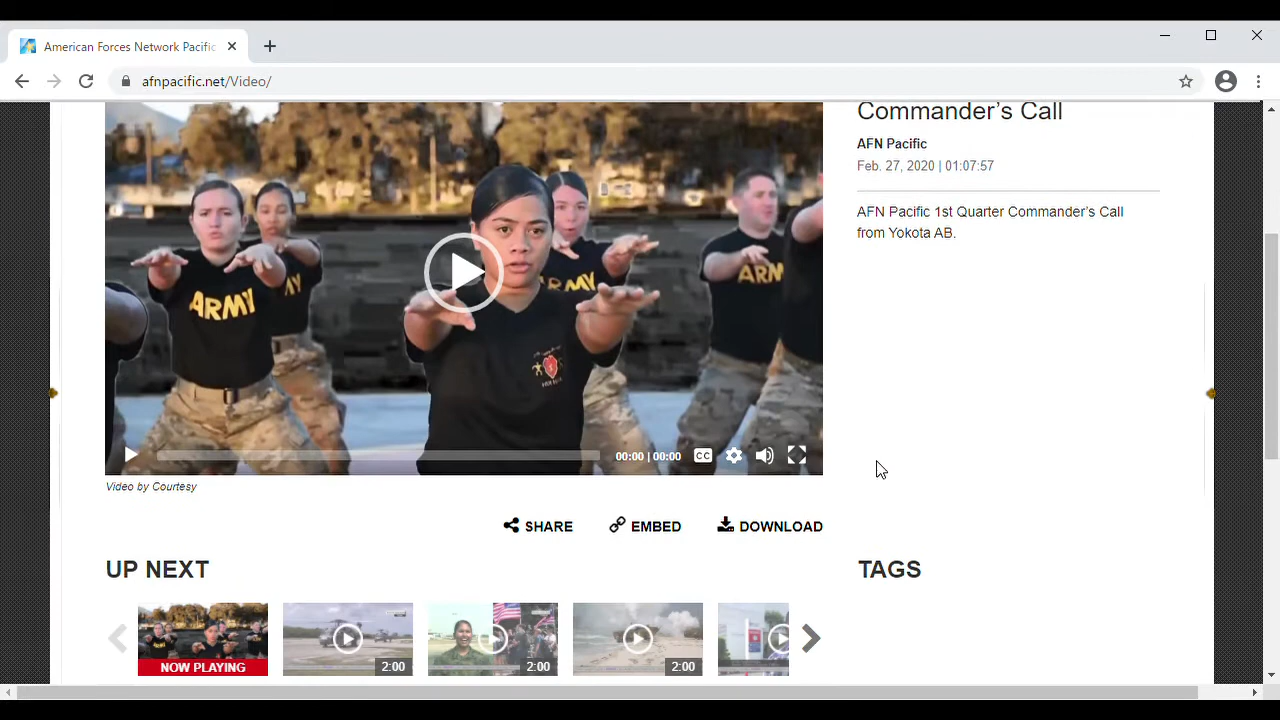 American Forces Network Pacific
afnpacific.net/Video/
Commander's Call
AFN Pacific
Feb. 27, 2020 | 01:07:57
AFN Pacific 1st Quarter Commander's Call
from Yokota AB.
ARMY
ARMY
00:00 | 00:00
CC
Video by Courtesy
SHARE
EMBED
DOWNLOAD
UP NEXT
TAGS
NOW PLAYING
2:00
2:00
2:00